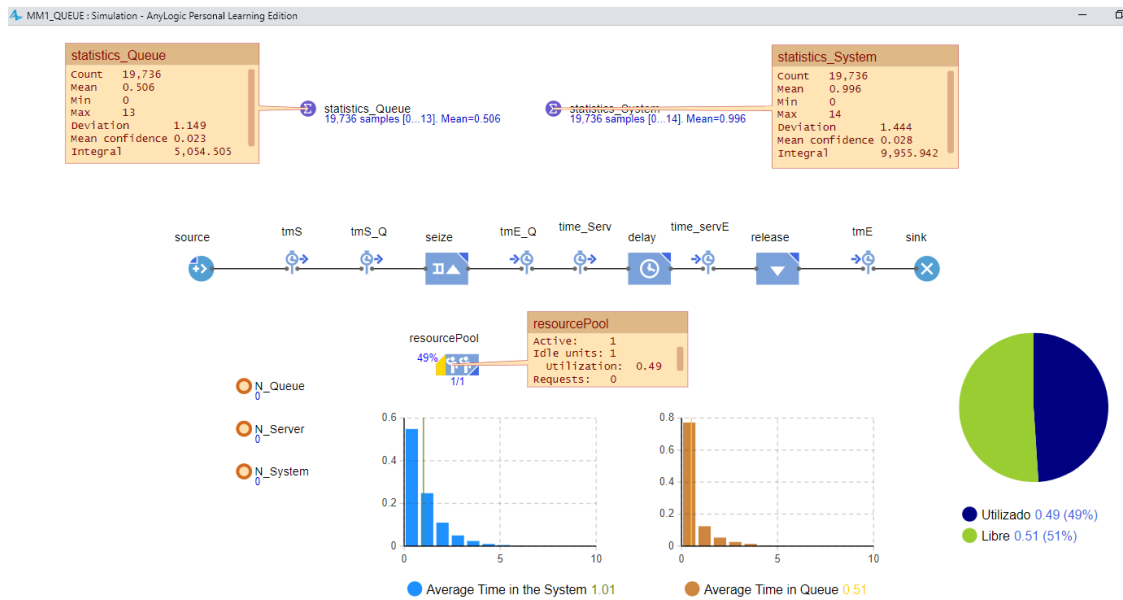 MM1_QUEUE : Simulation - AnyLogic Personal Learning Edition
statistics_Queue
Count 19,736
Mean 0.506
Min 0
Max 13
Deviation 1.149
Mean confidence 0.023
Integral 5,054.505
statistics_Queue
19,736 samples [0...13]. Mean=0.506
statistics_System
19,736 samples [0...14]. Mean=0.996
statistics_System
Count 19,736
Mean 0.996
Min 0
Max 14
Deviation 1.444
Mean confidence 0.028
Integral 9,955.942
source
tmS
tmS_Q
seize
tmE_Q
time_Serv
delay
time_servE
release
tmE
sink
resourcePool
49%
1/1
resourcePool
Active: 1
Idle units: 1
Utilization: 0.49
Requests: 0
N_Queue
0
N_Server
0
N_System
0
0.6
0.4
0.2
0
0 5 10
Average Time in the System 1.01
0.8
0.6
0.4
0.2
0
0 5 10
Average Time in Queue 0.51
Utilizado 0.49 (49%)
Libre 0.51 (51%)